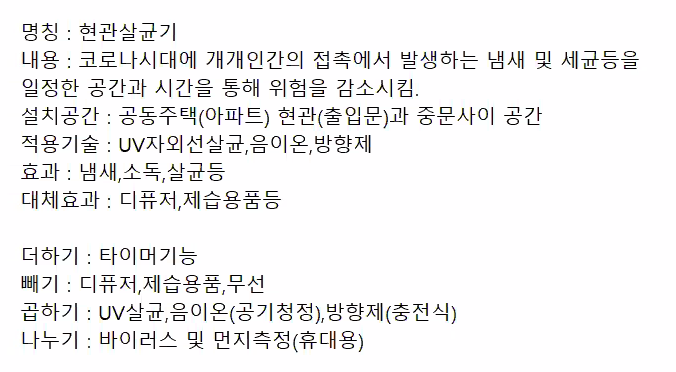 명칭 : 현관살균기
내용 : 코로나시대에 개개인간의 접촉에서 발생하는 냄새 및 세균등을
일정한 공간과 시간을 통해 위험을 감소시킴.
설치공간 : 공동주택(아파트) 현관(출입문)과 중문사이 공간
적용기술 : UV자외선살균,음이온,방향제
효과 : 냄새,소독,살균등
대체효과 : 디퓨저,제습용품등
더하기 : 타이머기능
빼기 : 디퓨저,제습용품,무선
곱하기 : UV살균,음이온(공기청정),방향제(충전식)
나누기 : 바이러스 및 먼지측정(휴대용)